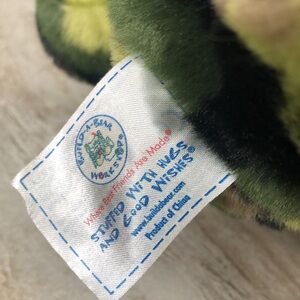 BUILD-A-BEAR
WORKSHOP®
Where Best Friends Are Made®
STUFFED WITH HUGS
AND GOOD WISHES®
www.buildabear.com
Product of China